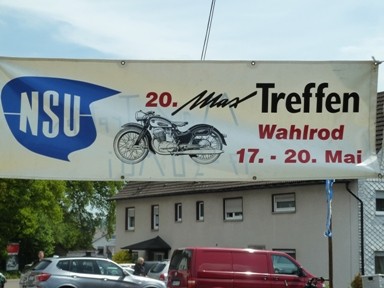 NSU
20. Max Treffen
Wahlrod
17. - 20. Mai